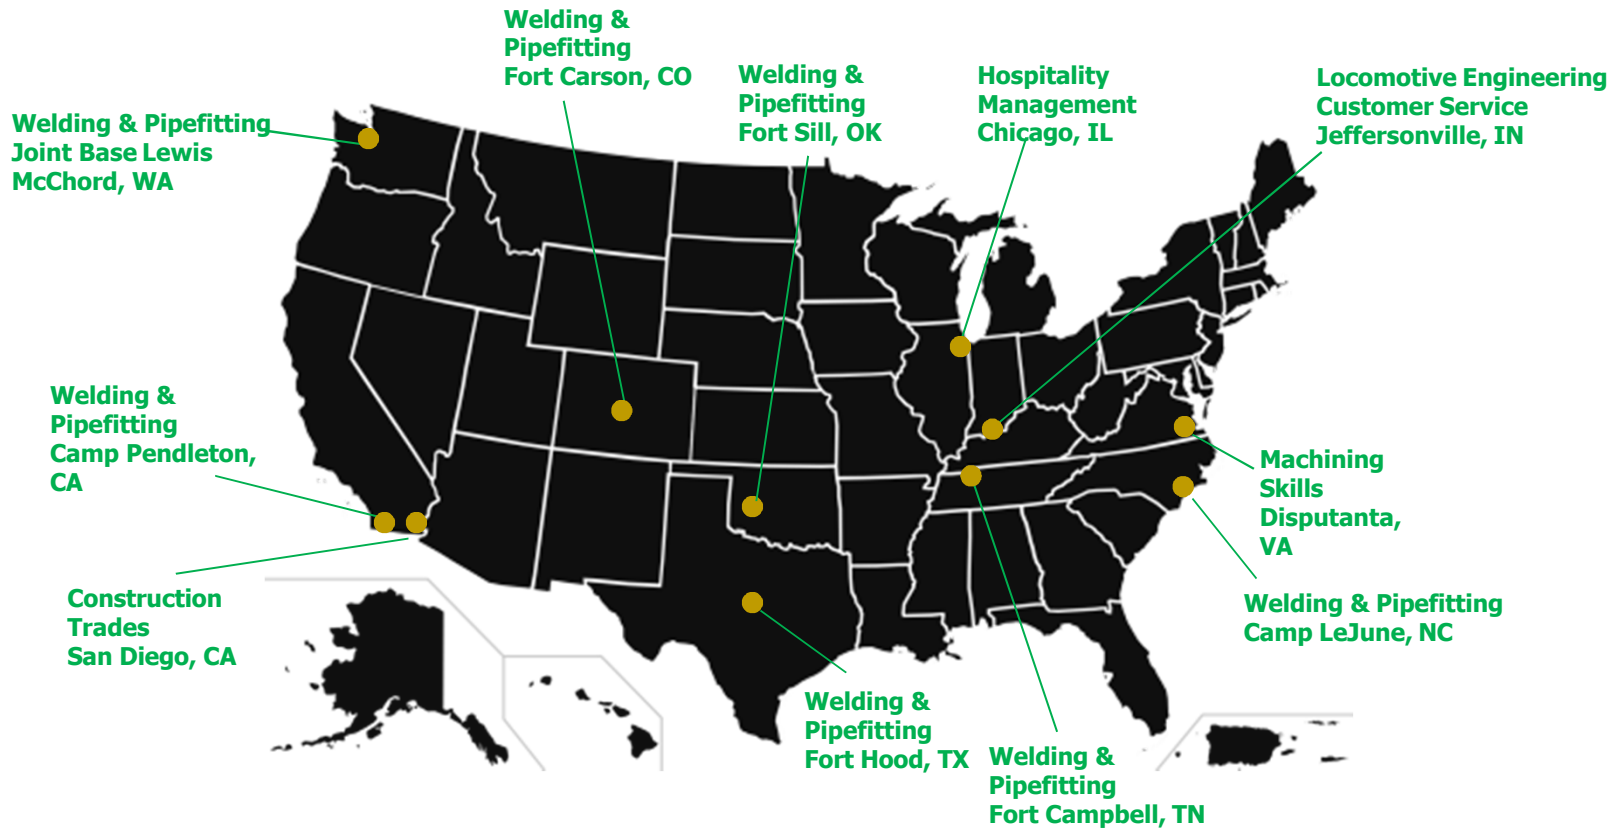 Welding &
Pipefitting
Fort Carson, CO
Welding &
Pipefitting
Fort Sill, OK
Hospitality
Management
Chicago, IL
Locomotive Engineering
Customer Service
Jeffersonville, IN
Welding & Pipefitting
Joint Base Lewis
McChord, WA
Welding &
Pipefitting
Camp Pendleton,
CA
Machining
Skills
Disputanta,
VA
Construction
Trades
San Diego, CA
Welding & Pipefitting
Camp LeJune, NC
Welding &
Pipefitting
Fort Hood, TX
Welding &
Pipefitting
Fort Campbell, TN